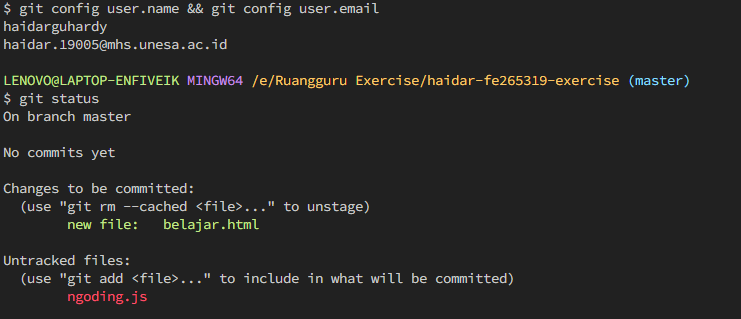 $ git config user.name && git config user.email
haidarguhardy
haidar.19005@mhs.unesa.ac.id
LENOVO@LAPTOP-ENFIVEIK MINGW64 /e/Ruangguru Exercise/haidar-fe265319-exercise (master)
$ git status
On branch master
No commits yet
Changes to be committed:
  (use "git rm --cached <file>..." to unstage)
        new file:   belajar.html
Untracked files:
  (use "git add <file>..." to include in what will be committed)
        ngoding.js